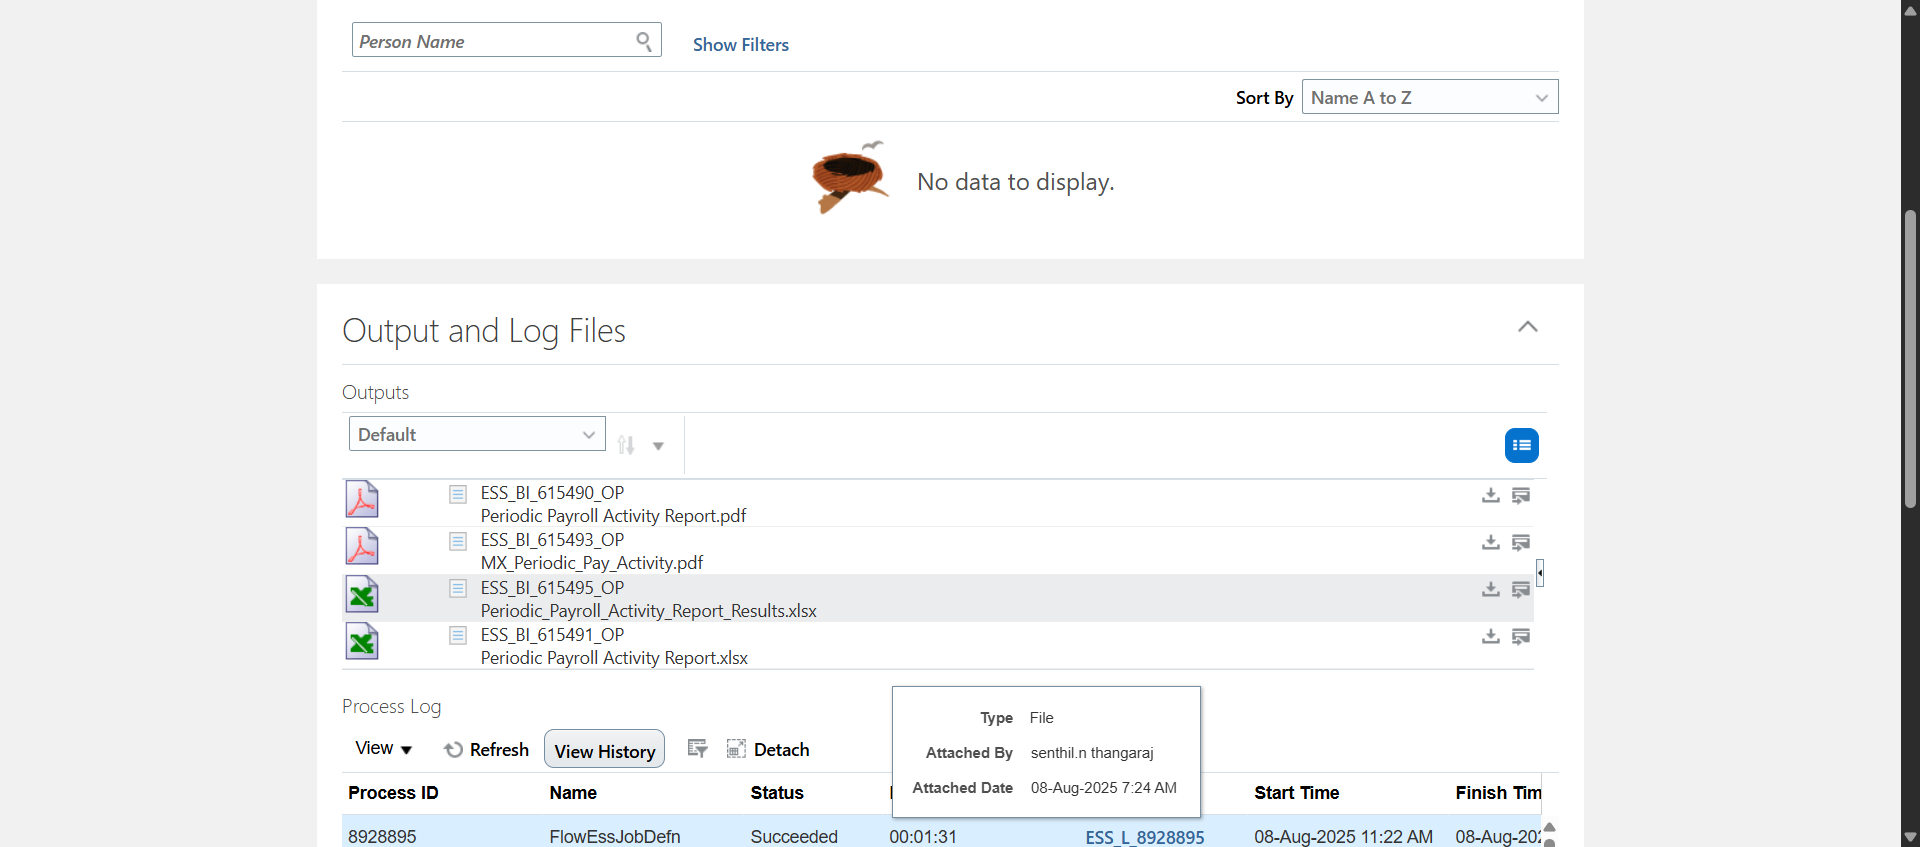 Person Name
Show Filters
Sort By
Name A to Z
No data to display.
Output and Log Files
Outputs
Default
ESS_BI_615490_OP
Periodic Payroll Activity Report.pdf
ESS_BI_615493_OP
MX_Periodic_Pay_Activity.pdf
ESS_BI_615495_OP
Periodic_Payroll_Activity_Report_Results.xlsx
ESS_BI_615491_OP
Periodic Payroll Activity Report.xlsx
Process Log
Type File
Attached By senthil.n thangaraj
Attached Date 08-Aug-2025 7:24 AM
View Refresh View History Detach
Process ID Name Status Start Time Finish Tim
8928895 FlowEssJobDefn Succeeded 00:01:31 ESS_L_8928895 08-Aug-2025 11:22 AM 08-Aug-202